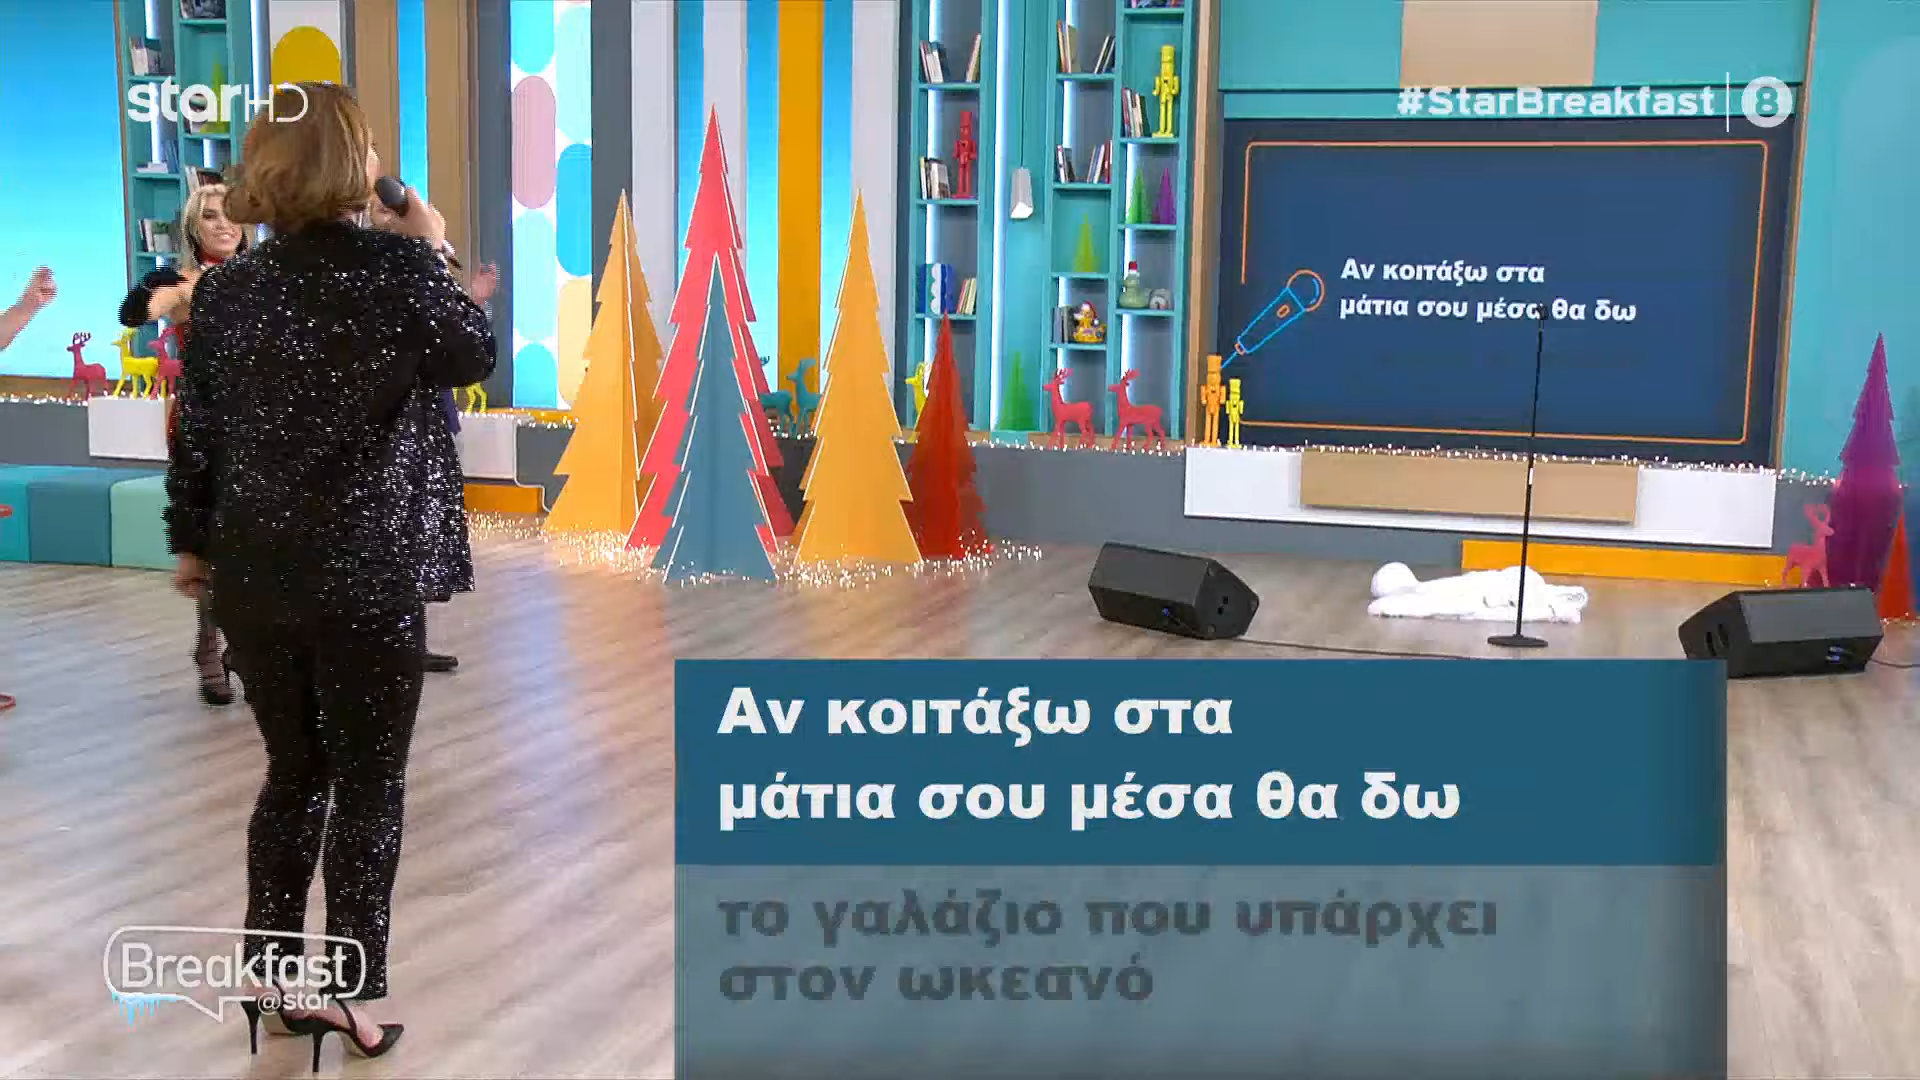 star HD
#StarBreakfast 8
Αν κοιτάξω στα
μάτια σου μέσα θα δω
Αν κοιτάξω στα
μάτια σου μέσα θα δω
το γαλάζιο που υπάρχει
στον ωκεανό
Breakfast
@star